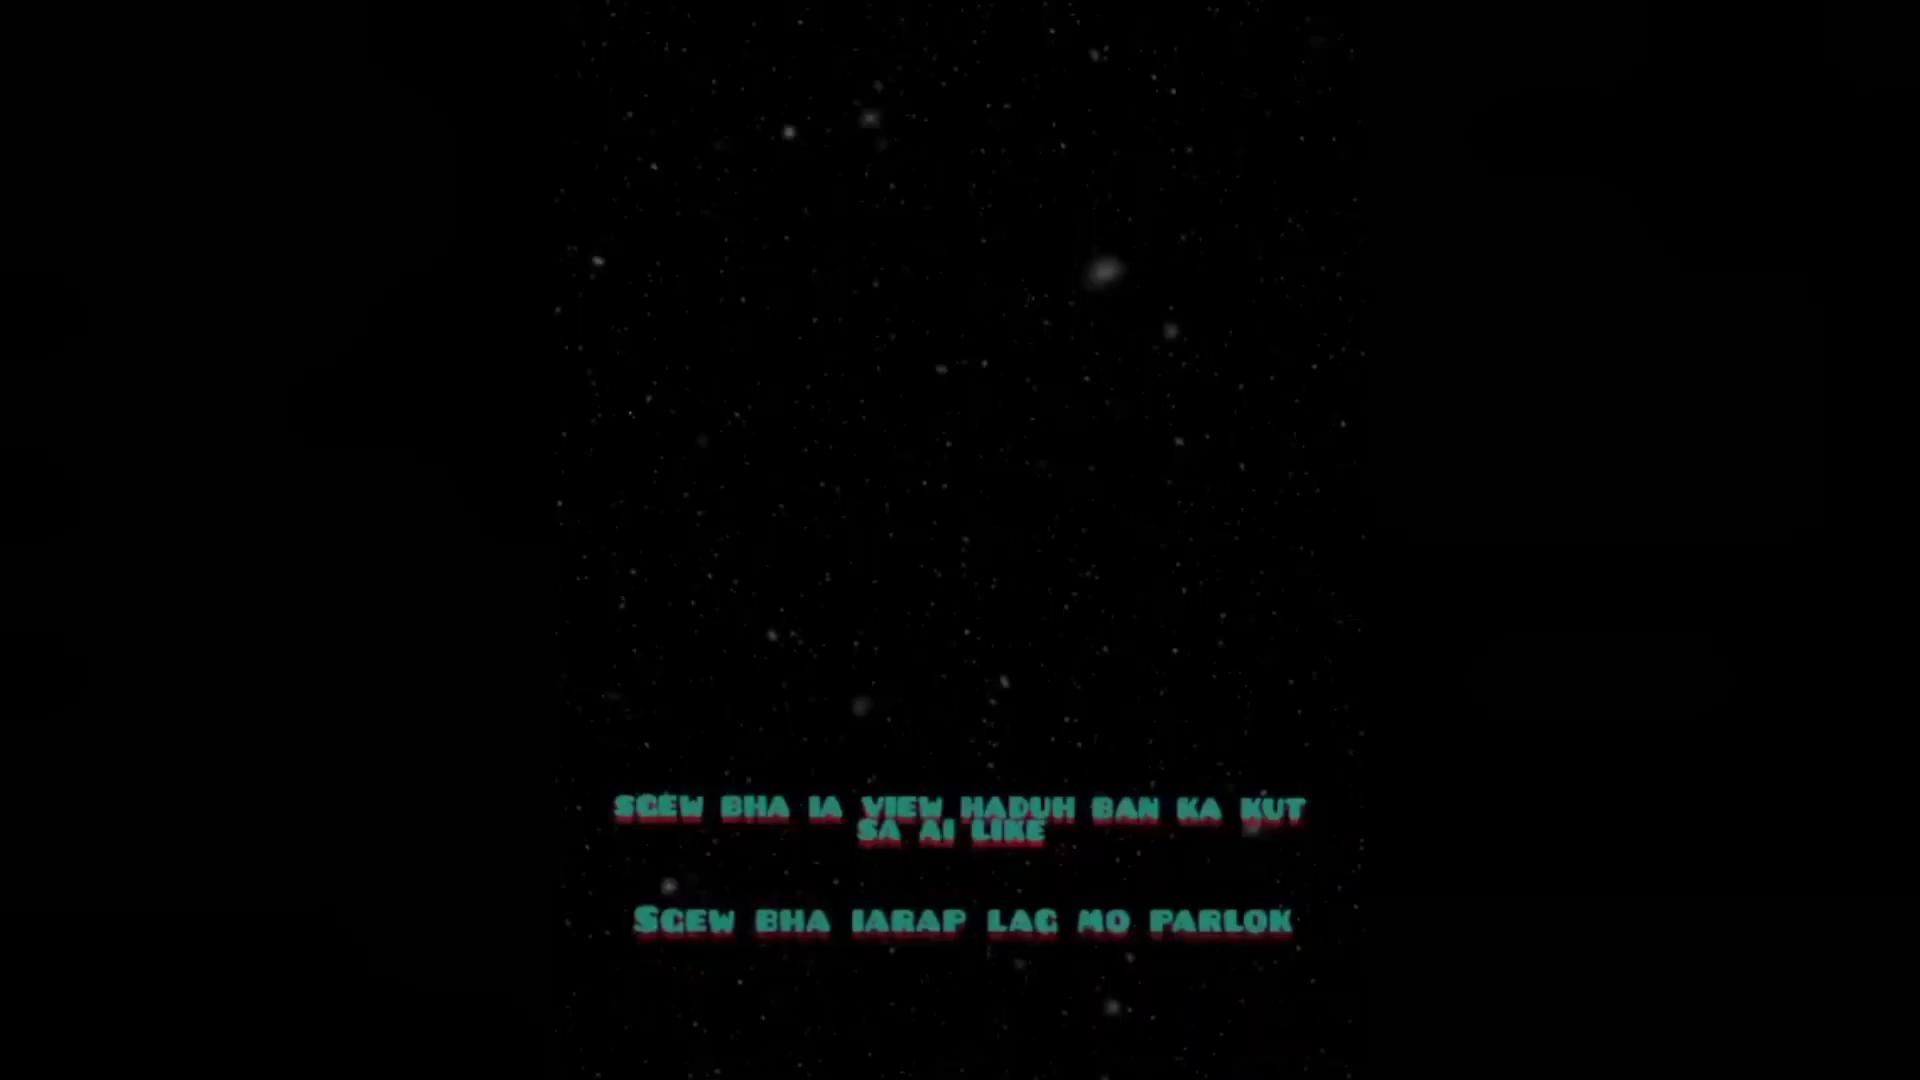 SGEW BHA IA VIEW HADUH BAN KA KUT
SA AI LIKE
SGEW BHA IARAP LAG MO PARLOK